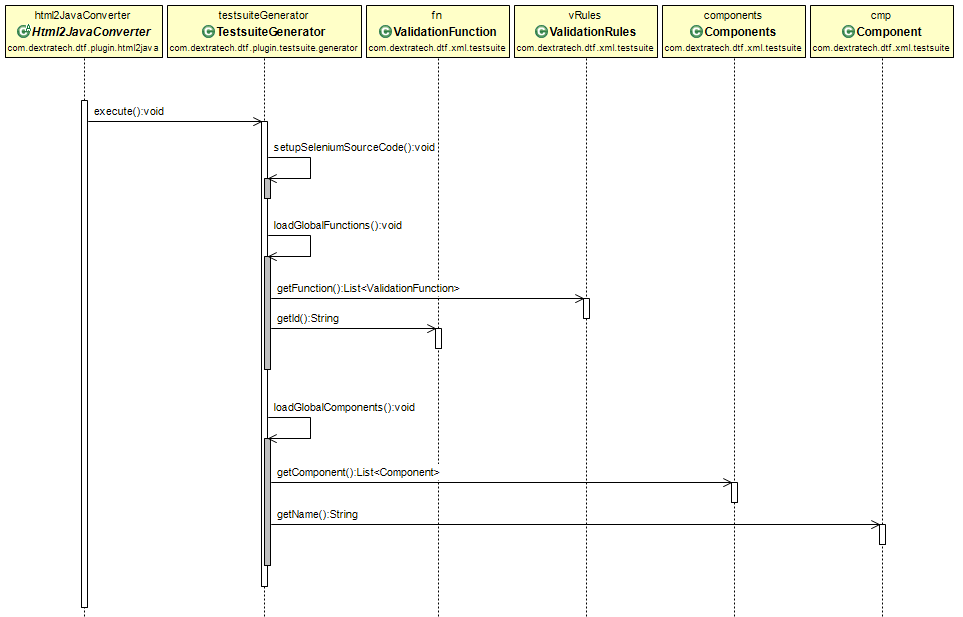 html2JavaConverter
Html2JavaConverter
com.dextratech.dtf.plugin.html2java
testsuiteGenerator
TestsuiteGenerator
com.dextratech.dtf.plugin.testsuite.generator
fn
ValidationFunction
com.dextratech.dtf.xml.testsuite
vRules
ValidationRules
com.dextratech.dtf.xml.testsuite
components
Components
com.dextratech.dtf.xml.testsuite
cmp
Component
com.dextratech.dtf.xml.testsuite
execute():void
setupSeleniumSourceCode():void
loadGlobalFunctions():void
getFunction():List<ValidationFunction>
getId():String
loadGlobalComponents():void
getComponent():List<Component>
getName():String